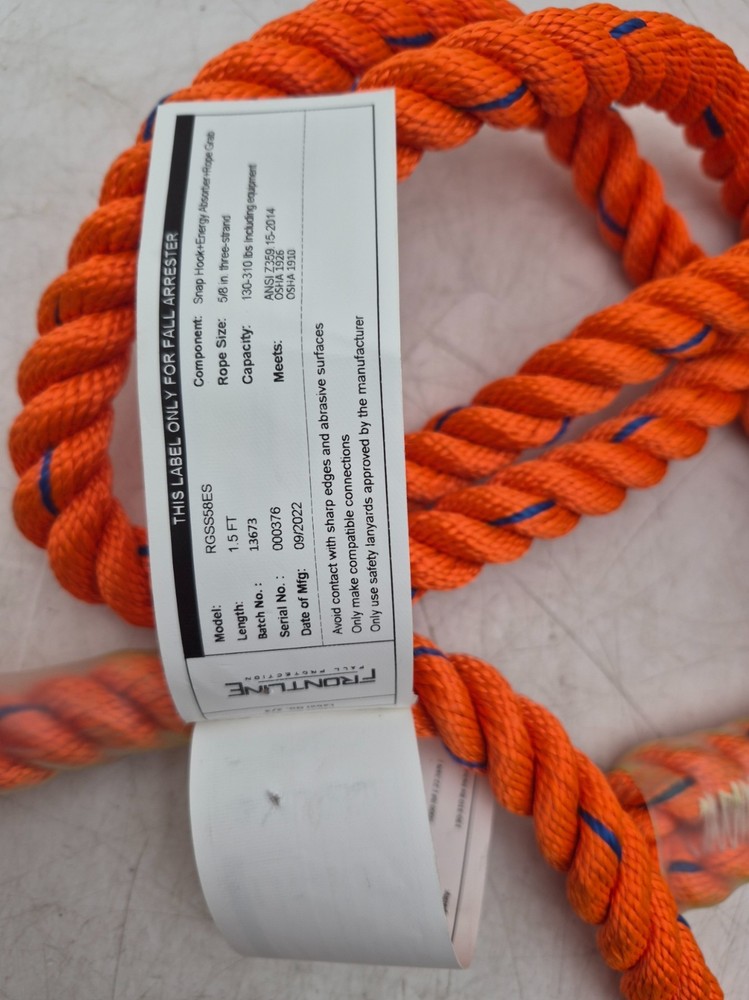 THIS LABEL ONLY FOR FALL ARRESTER
Model: RGSS58ES
Length: 1.5 FT
Batch No. : 13673
Serial No. : 000376
Date of Mfg: 09/2022
Component: Snap Hook+Energy Absorber+Rope Grab
Rope Size: 5/8 in. three-strand
Capacity: 130-310 lbs including equipment
Meets: ANSI Z359.15-2014
OSHA 1926
OSHA 1910
Avoid contact with sharp edges and abrasive surfaces
Only make compatible connections
Only use safety lanyards approved by the manufacturer
FRONTLINE
FALL PROTECTION